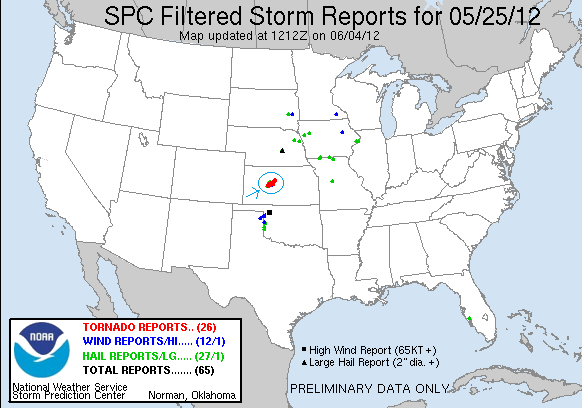 SPC Filtered Storm Reports for 05/25/12
Map updated at 1212Z on 06/04/12
TORNADO REPORTS.. (26)
WIND REPORTS/HI..... (12/1)
HAIL REPORTS/LG..... (27/1)
TOTAL REPORTS....... (65)
NOAA
National Weather Service
Storm Prediction Center Norman, Oklahoma
High Wind Report (65KT +)
Large Hail Report (2" dia. +)
PRELIMINARY DATA ONLY